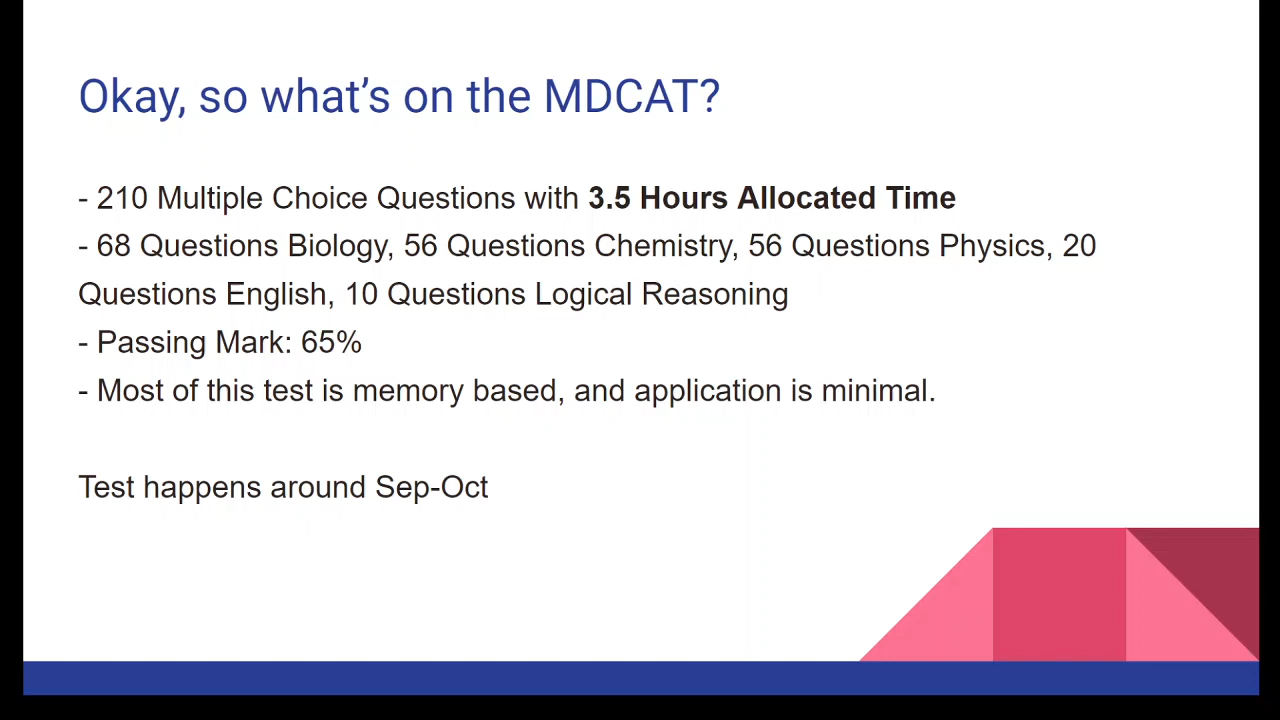 Okay, so what's on the MDCAT?
- 210 Multiple Choice Questions with 3.5 Hours Allocated Time
- 68 Questions Biology, 56 Questions Chemistry, 56 Questions Physics, 20
Questions English, 10 Questions Logical Reasoning
- Passing Mark: 65%
- Most of this test is memory based, and application is minimal.
Test happens around Sep-Oct